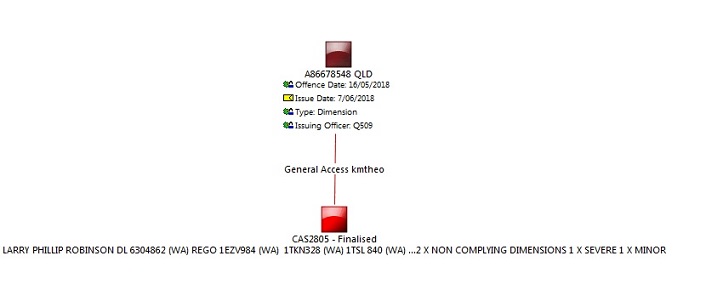 A86678548 QLD
Offence Date: 16/05/2018
Issue Date: 7/06/2018
Type: Dimension
Issuing Officer: Q509
General Access kmtheo
CAS2805 - Finalised
LARRY PHILLIP ROBINSON DL 6304862 (WA) REGO 1EZV984 (WA) 1TKN328 (WA) 1TSL 840 (WA) ...2 X NON COMPLYING DIMENSIONS 1 X SEVERE 1 X MINOR